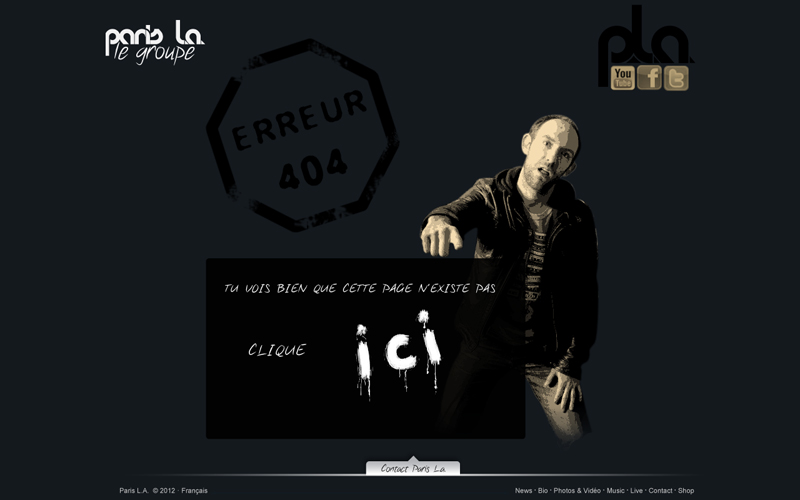 paris l.a.
le groupe
p.l.a.
You
Tube
f
t
ERREUR
404
TU VOIS BIEN QUE CETTE PAGE N'EXISTE PAS
CLIQUE
ici
Contact Paris L.a.
Paris L.A. © 2012 · Français
News · Bio · Photos & Vidéo · Music · Live · Contact · Shop